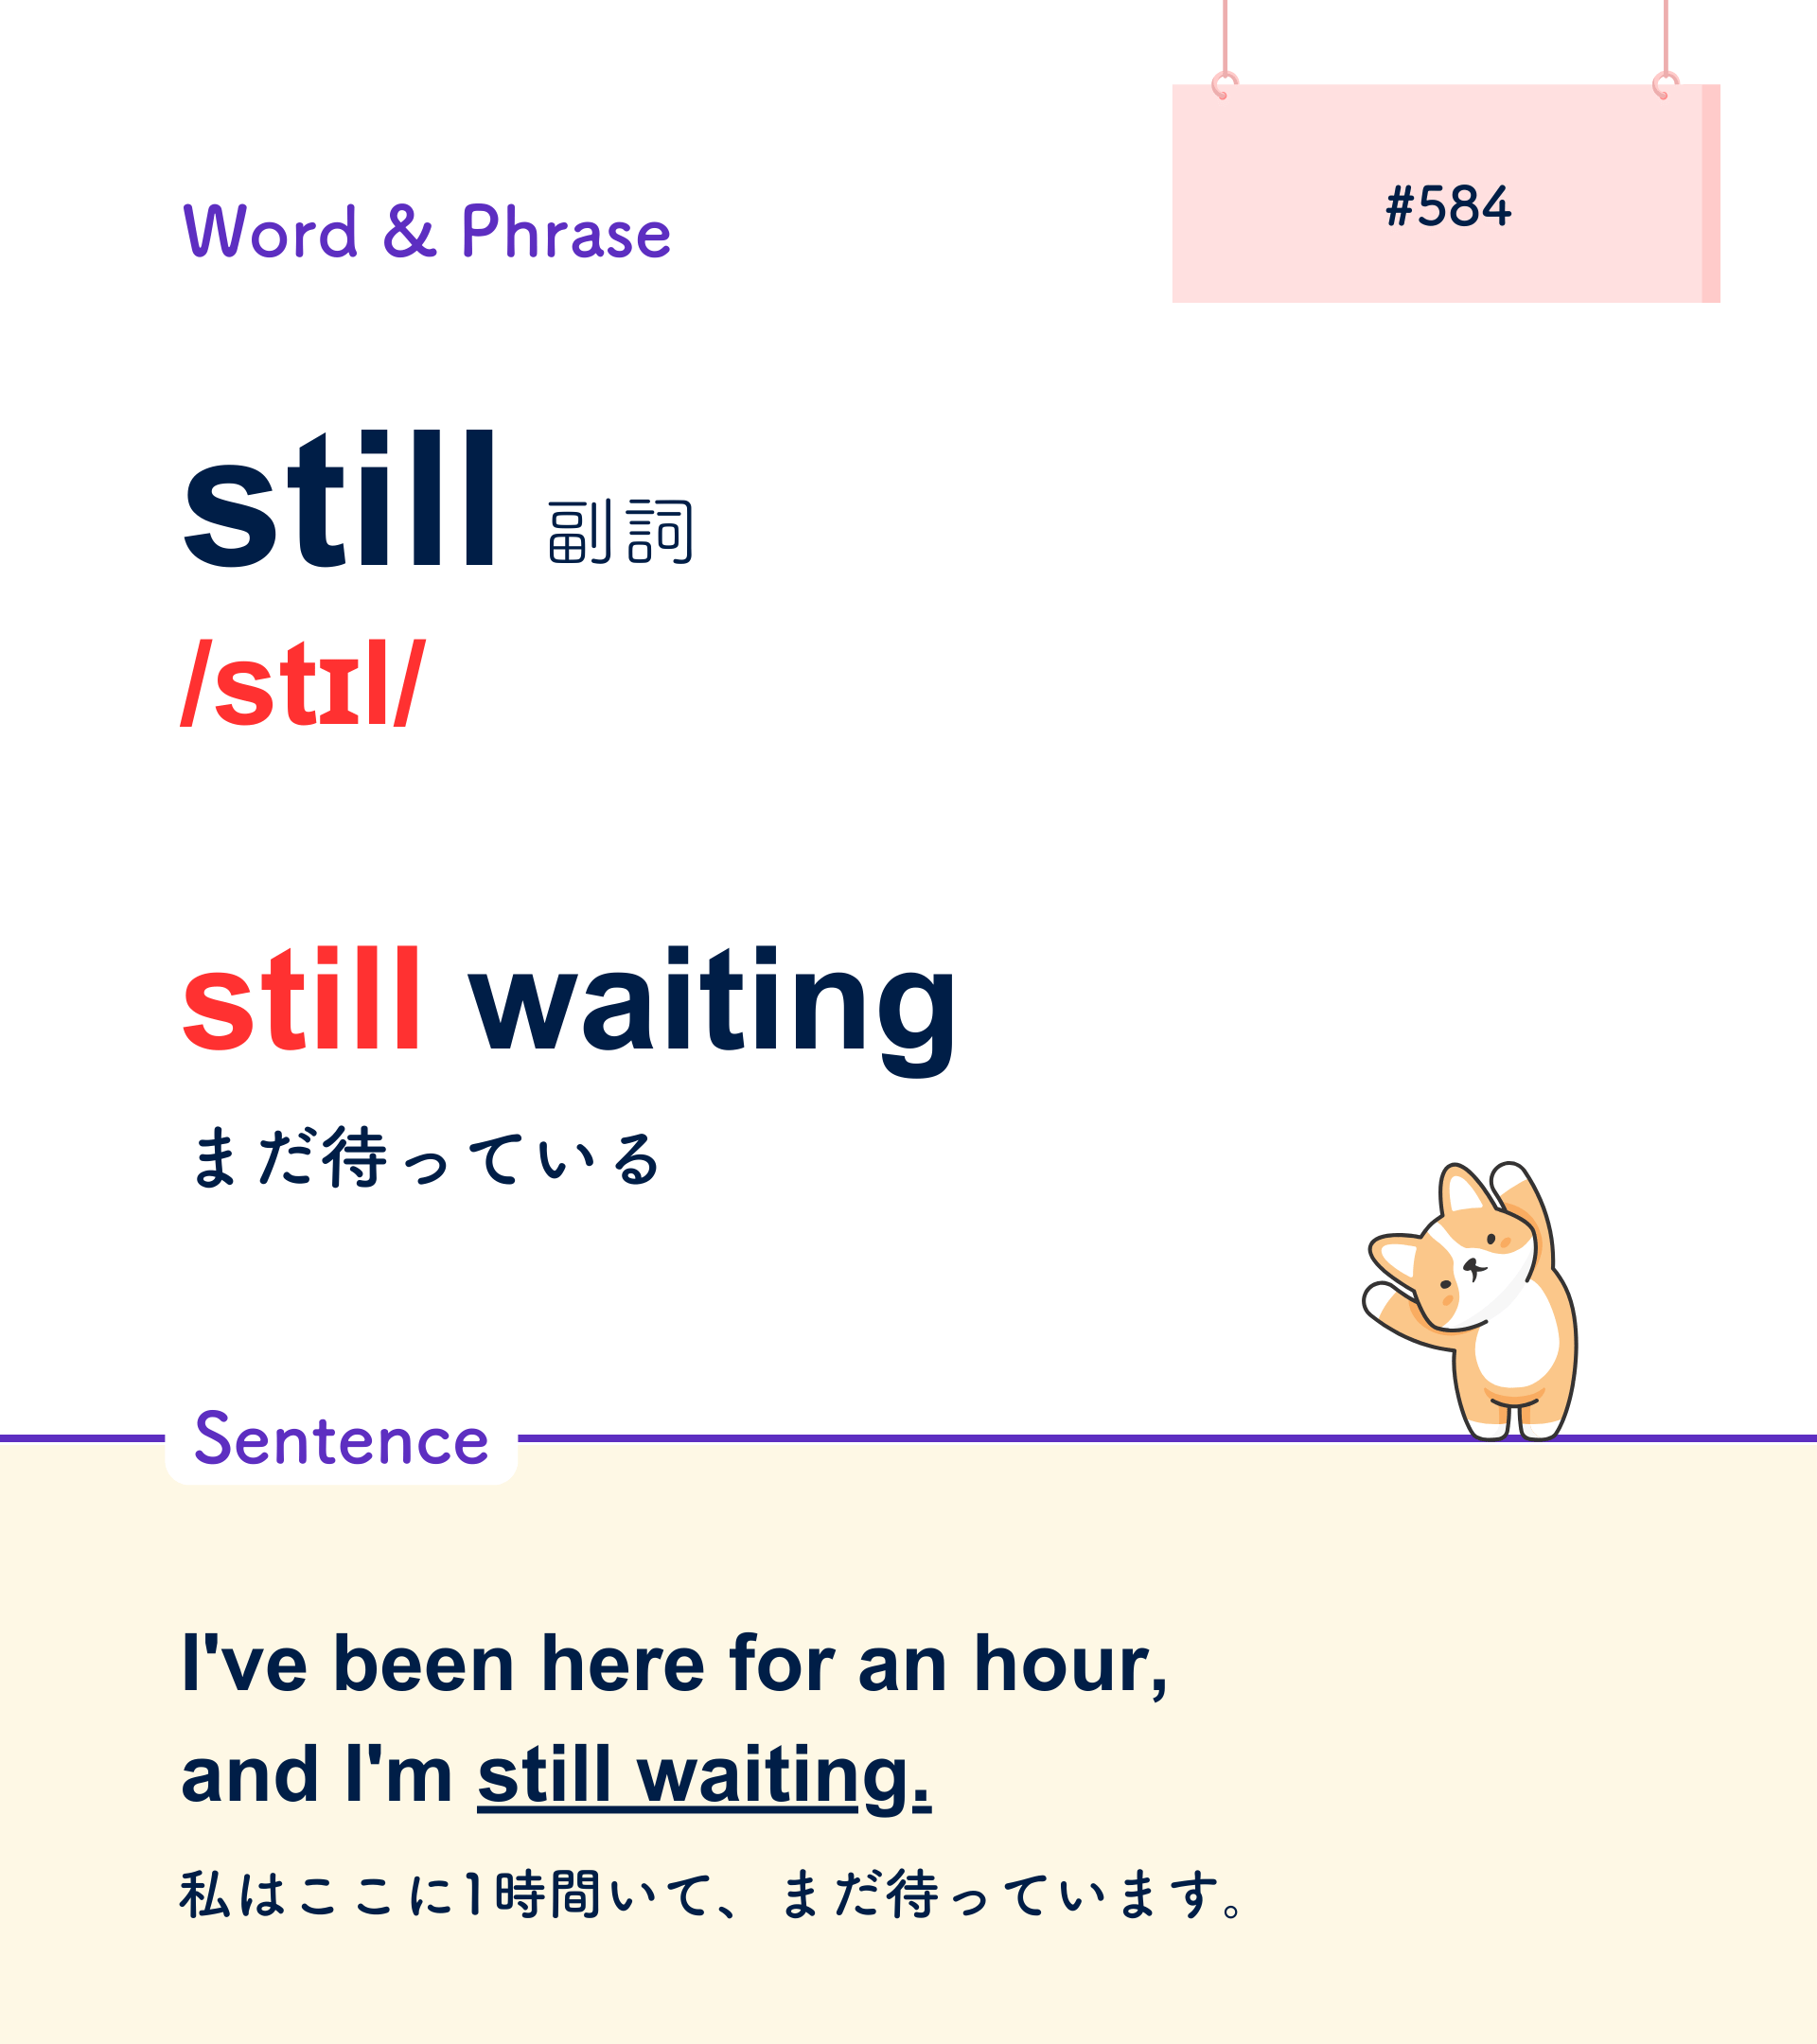 Word & Phrase
#584
still 副詞
/stɪl/
still waiting
まだ待っている
Sentence
I've been here for an hour,
and I'm still waiting.
私はここに1時間いて、まだ待っています。